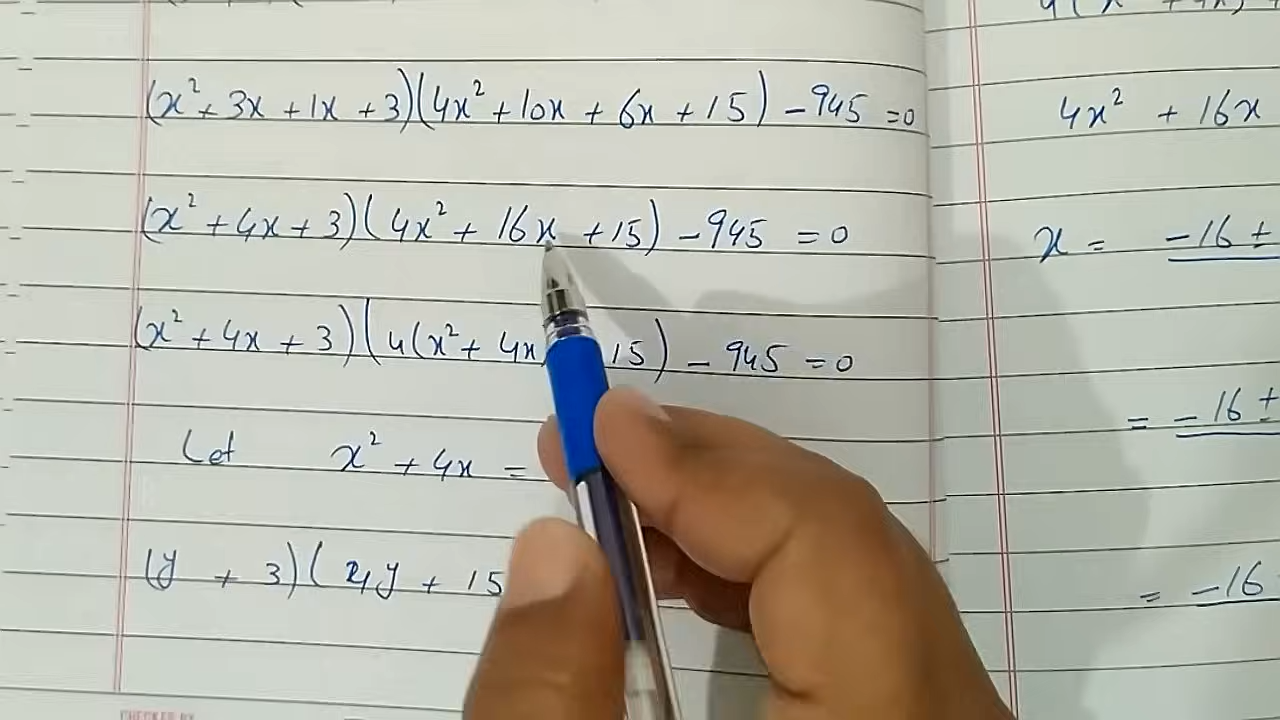 (x² + 3x + 1x + 3)(4x² + 10x + 6x + 15) - 945 = 0
(x² + 4x + 3)(4x² + 16x + 15) - 945 = 0
(x² + 4x + 3)(4(x² + 4x 15) - 945 = 0
Let x² + 4x =
(y + 3)(4y + 15
4x² + 16x
x = -16 ±
= -16 ±
= -16